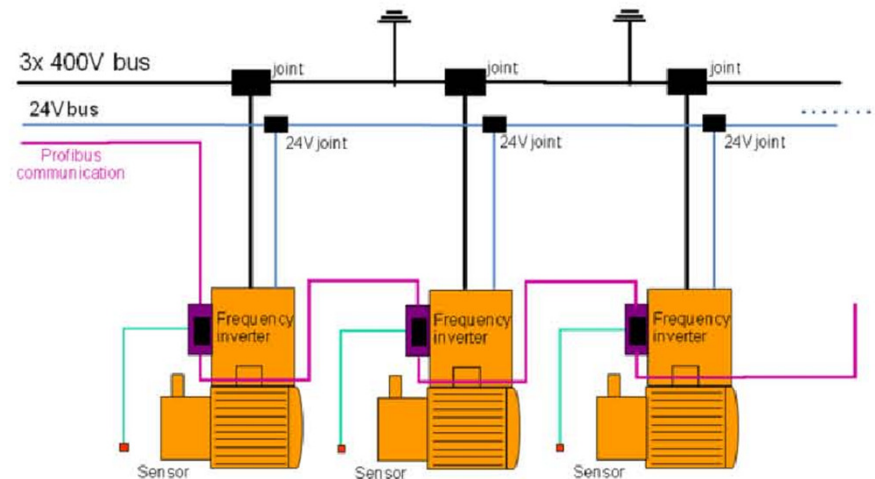 3x 400V bus
joint
joint
joint
24V bus
24V joint
24V joint
24V joint
Profibus
communication
Frequency
inverter
Frequency
inverter
Frequency
inverter
Sensor
Sensor
Sensor